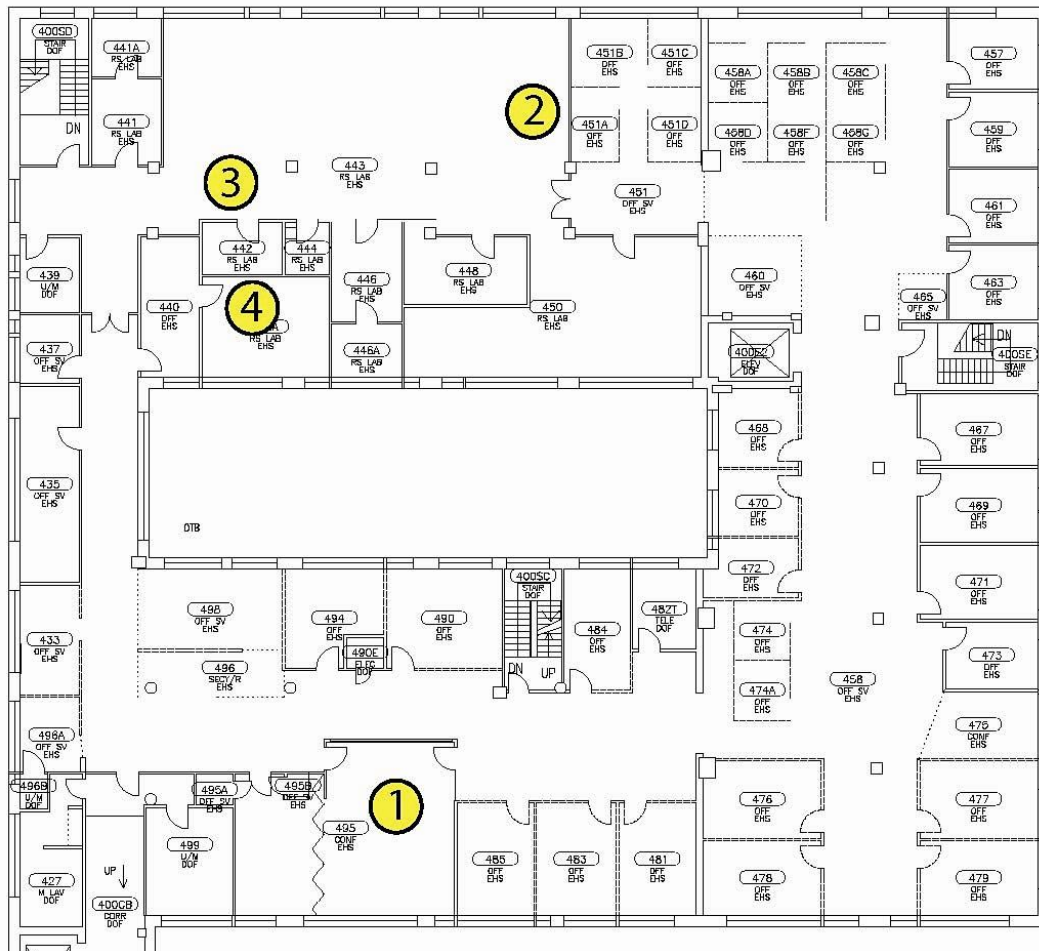 400SD
STAIR
DOF
DN
441A
RS LAB
EHS
441
RS LAB
EHS
443
RS LAB
EHS
2
451B
OFF
EHS
451C
OFF
EHS
451A
OFF
EHS
451D
OFF
EHS
451
OFF SV
EHS
458A
OFF
EHS
458B
OFF
EHS
458C
OFF
EHS
458D
OFF
EHS
458F
OFF
EHS
458G
OFF
EHS
457
OFF
EHS
459
OFF
EHS
461
OFF
EHS
463
OFF
EHS
465
OFF SV
EHS
460
OFF SV
EHS
3
439
U/M
DOF
440
OFF
EHS
442
RS LAB
EHS
444
RS LAB
EHS
446
RS LAB
EHS
448
RS LAB
EHS
450
RS LAB
EHS
4
A
RS LAB
EHS
446A
RS LAB
EHS
437
OFF SV
EHS
400E2
ELEV
DOF
DN
400SE
STAIR
DOF
435
OFF SV
EHS
OTB
468
OFF
EHS
470
OFF
EHS
472
OFF
EHS
467
OFF
EHS
469
OFF
EHS
471
OFF
EHS
473
OFF
EHS
433
OFF SV
EHS
498
OFF SV
EHS
496
SECY/R
EHS
494
OFF
EHS
490E
ELEC
DOF
490
OFF
EHS
400SC
STAIR
DOF
DN
UP
484
OFF
EHS
482T
TELE
DOF
474
OFF
EHS
474A
OFF
EHS
456
OFF SV
EHS
475
CONF
EHS
496A
OFF SV
EHS
496B
U/M
DOF
495A
OFF SV
EHS
495B
OFF SV
EHS
1
495
CONF
EHS
499
U/M
DOF
427
M LAV
DOF
UP
400CB
CORR
DOF
485
OFF
EHS
483
OFF
EHS
481
OFF
EHS
476
OFF
EHS
477
OFF
EHS
478
OFF
EHS
479
OFF
EHS